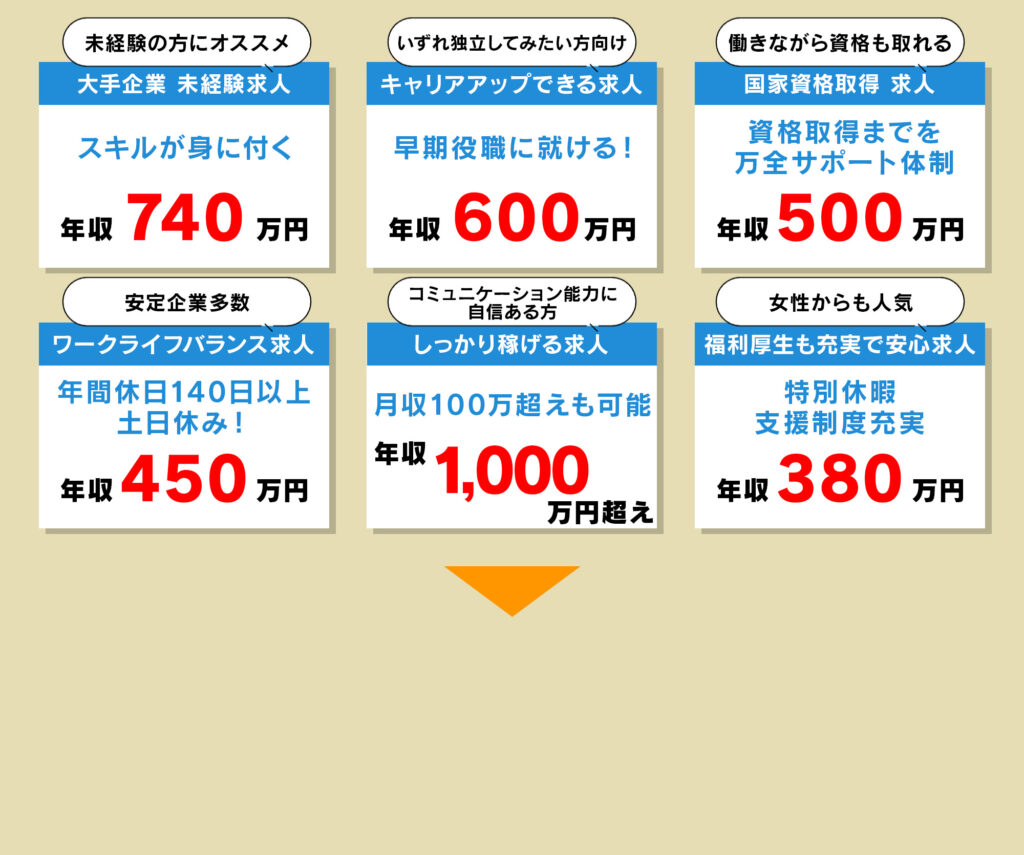 未経験の方にオススメ
大手企業 未経験求人
スキルが身に付く
年収 740 万円
いずれ独立してみたい方向け
キャリアアップできる求人
早期役職に就ける！
年収 600 万円
働きながら資格も取れる
国家資格取得 求人
資格取得までを
万全サポート体制
年収 500 万円
安定企業多数
ワークライフバランス求人
年間休日140日以上
土日休み！
年収 450 万円
コミュニケーション能力に
自信ある方
しっかり稼げる求人
月収100万超えも可能
年収 1,000
万円超え
女性からも人気
福利厚生も充実で安心求人
特別休暇
支援制度充実
年収 380 万円